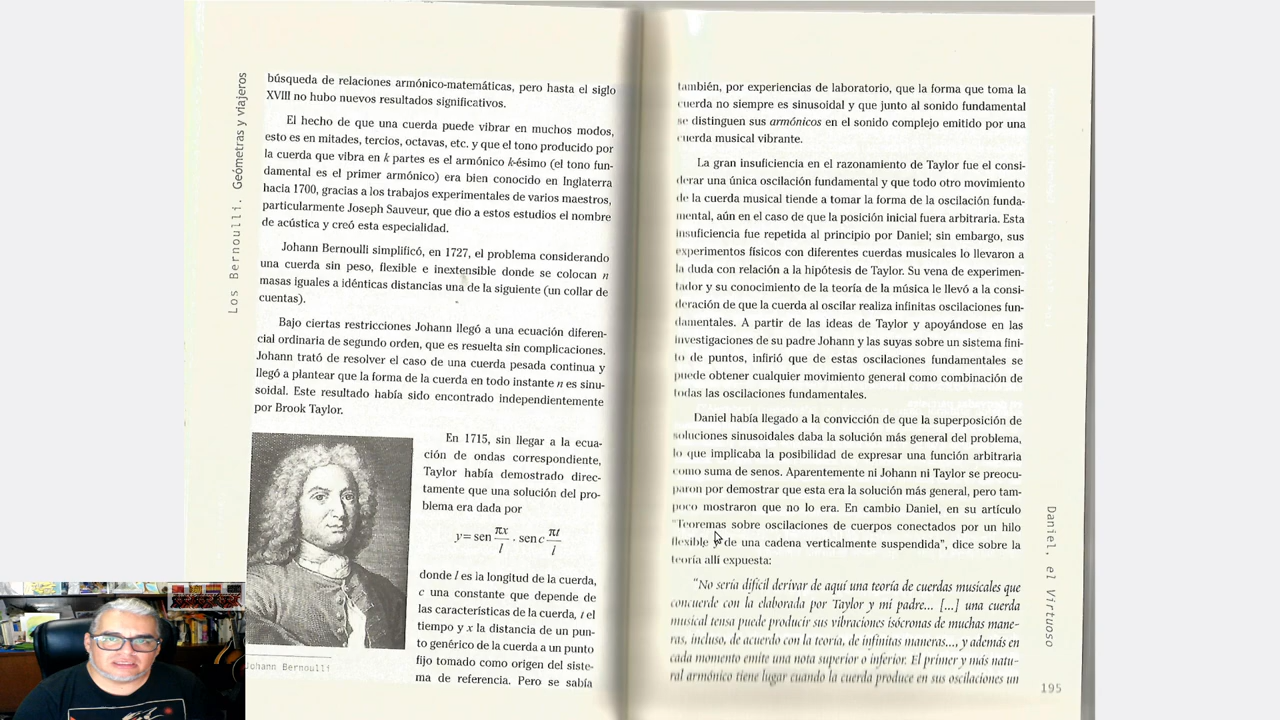 Los Bernoulli. Geómetras y viajeros
búsqueda de relaciones armónico-matemáticas, pero hasta el siglo
XVIII no hubo nuevos resultados significativos.
El hecho de que una cuerda puede vibrar en muchos modos,
esto es en mitades, tercios, octavas, etc. y que el tono producido por
la cuerda que vibra en k partes es el armónico k-ésimo (el tono fun-
damental es el primer armónico) era bien conocido en Inglaterra
hacia 1700, gracias a los trabajos experimentales de varios maestros,
particularmente Joseph Sauveur, que dio a estos estudios el nombre
de acústica y creó esta especialidad.
Johann Bernoulli simplificó, en 1727, el problema considerando
una cuerda sin peso, flexible e inextensible donde se colocan n
masas iguales a idénticas distancias una de la siguiente (un collar de
cuentas).
Bajo ciertas restricciones Johann llegó a una ecuación diferen-
cial ordinaria de segundo orden, que es resuelta sin complicaciones.
Johann trató de resolver el caso de una cuerda pesada continua y
llegó a plantear que la forma de la cuerda en todo instante n es sinu-
soidal. Este resultado había sido encontrado independientemente
por Brook Taylor.
En 1715, sin llegar a la ecua-
ción de ondas correspondiente,
Taylor había demostrado direc-
tamente que una solución del pro-
blema era dada por
y = sen πx/l . sen c πt/l
donde l es la longitud de la cuerda,
c una constante que depende de
las características de la cuerda, t el
tiempo y x la distancia de un pun-
to genérico de la cuerda a un punto
fijo tomado como origen del siste-
ma de referencia. Pero se sabía
Johann Bernoulli
también, por experiencias de laboratorio, que la forma que toma la
cuerda no siempre es sinusoidal y que junto al sonido fundamental
se distinguen sus armónicos en el sonido complejo emitido por una
cuerda musical vibrante.
La gran insuficiencia en el razonamiento de Taylor fue el consi-
derar una única oscilación fundamental y que todo otro movimiento
de la cuerda musical tiende a tomar la forma de la oscilación funda-
mental, aún en el caso de que la posición inicial fuera arbitraria. Esta
insuficiencia fue repetida al principio por Daniel; sin embargo, sus
experimentos físicos con diferentes cuerdas musicales lo llevaron a
la duda con relación a la hipótesis de Taylor. Su vena de experimen-
tador y su conocimiento de la teoría de la música le llevó a la consi-
deración de que la cuerda al oscilar realiza infinitas oscilaciones fun-
damentales. A partir de las ideas de Taylor y apoyándose en las
investigaciones de su padre Johann y las suyas sobre un sistema fini-
to de puntos, infirió que de estas oscilaciones fundamentales se
puede obtener cualquier movimiento general como combinación de
todas las oscilaciones fundamentales.
Daniel había llegado a la convicción de que la superposición de
soluciones sinusoidales daba la solución más general del problema,
lo que implicaba la posibilidad de expresar una función arbitraria
como suma de senos. Aparentemente ni Johann ni Taylor se preocu-
paron por demostrar que esta era la solución más general, pero tam-
poco mostraron que no lo era. En cambio Daniel, en su artículo
"Teoremas sobre oscilaciones de cuerpos conectados por un hilo
flexible y de una cadena verticalmente suspendida", dice sobre la
teoría allí expuesta:
"No sería difícil derivar de aquí una teoría de cuerdas musicales que
concuerde con la elaborada por Taylor y mi padre... [...] una cuerda
musical tensa puede producir sus vibraciones isócronas de muchas mane-
ras, incluso, de acuerdo con la teoría, de infinitas maneras..., y además en
cada momento emite una nota superior o inferior. El primer y más natu-
ral armónico tiene lugar cuando la cuerda produce en sus oscilaciones un
Daniel, el Virtuoso
195